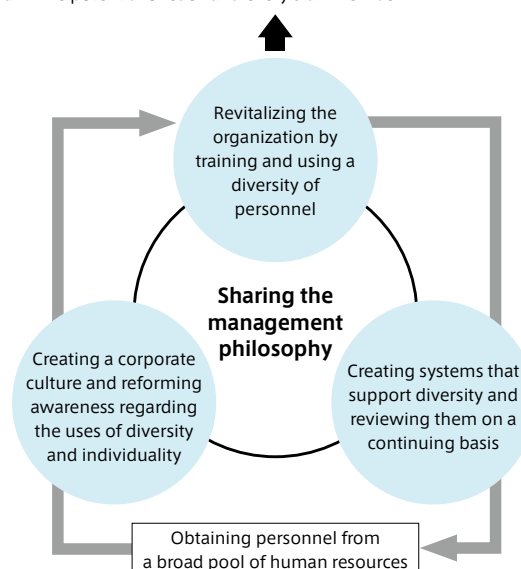 Revitalizing the
organization by
training and using a
diversity of
personnel
Sharing the
management
philosophy
Creating a corporate
culture and reforming
awareness regarding
the uses of diversity
and individuality
Creating systems that
support diversity and
reviewing them on a
continuing basis
Obtaining personnel from
a broad pool of human resources